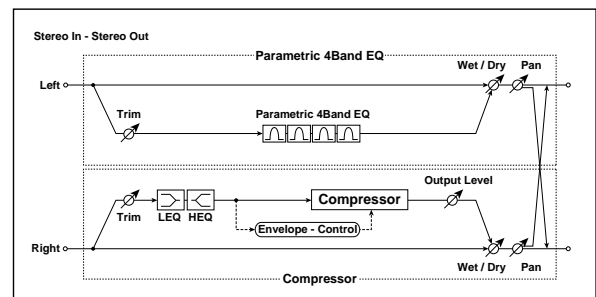 Stereo In - Stereo Out
Parametric 4Band EQ
Wet / Dry
Pan
Left
Trim
Parametric 4Band EQ
Trim
LEQ
HEQ
Compressor
Output Level
Envelope - Control
Right
Wet / Dry
Pan
Compressor